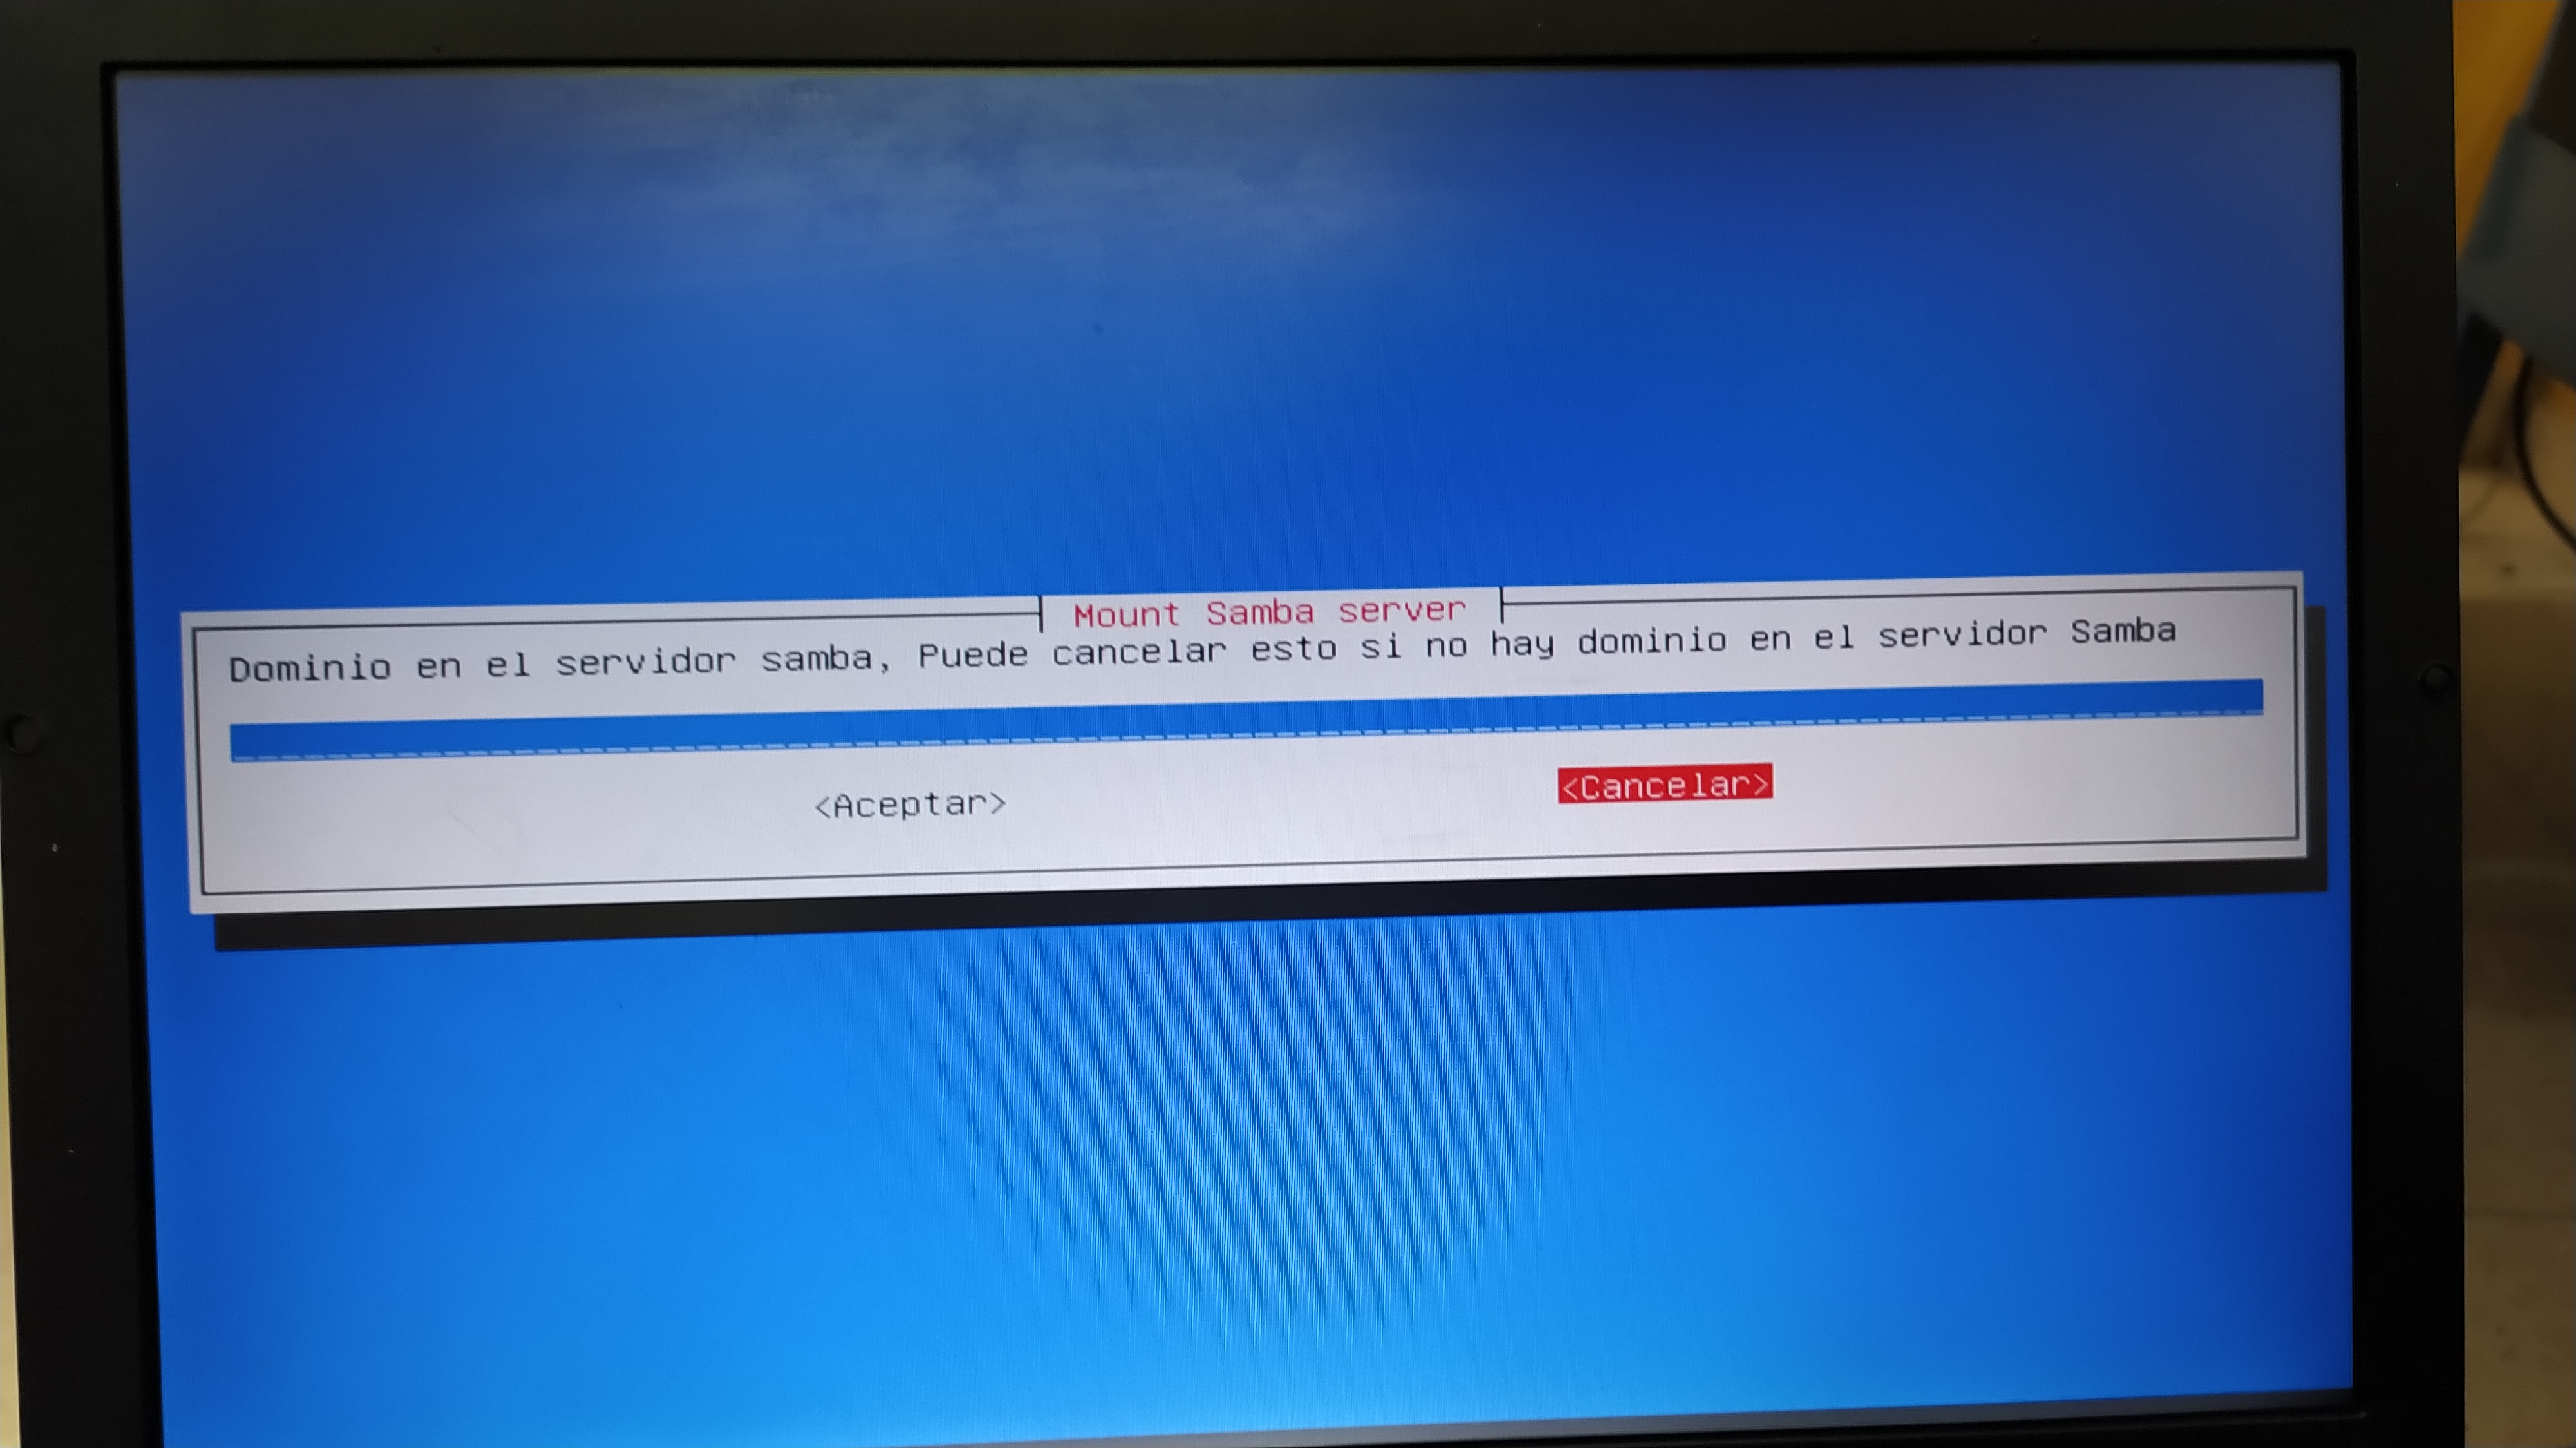 Mount Samba server
Dominio en el servidor samba, Puede cancelar esto si no hay dominio en el servidor Samba
<Aceptar> <Cancelar>